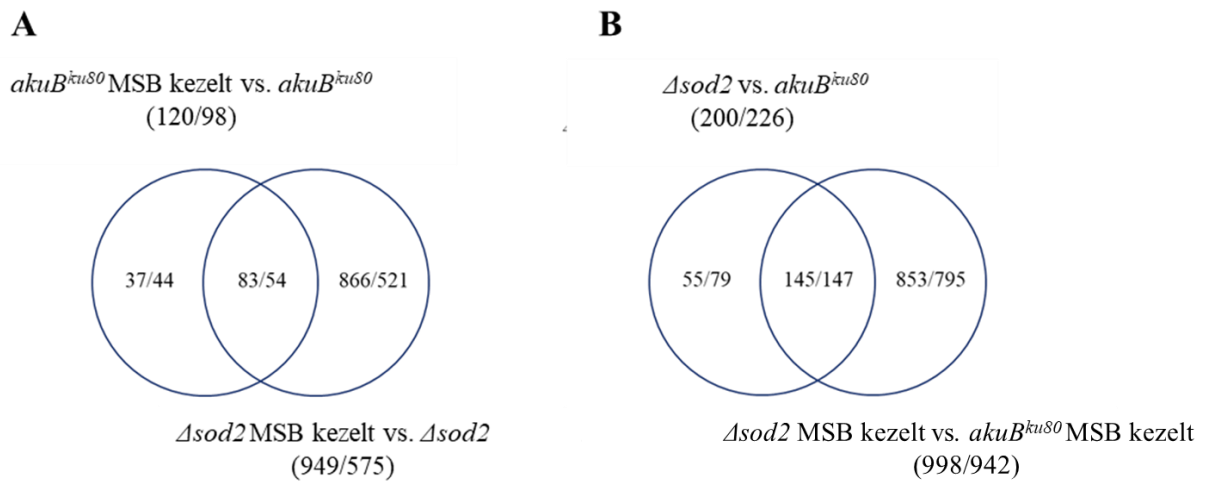 A
akuB^ku80 MSB kezelt vs. akuB^ku80
(120/98)
37/44 83/54 866/521
Δsod2 MSB kezelt vs. Δsod2
(949/575)
B
Δsod2 vs. akuB^ku80
(200/226)
55/79 145/147 853/795
Δsod2 MSB kezelt vs. akuB^ku80 MSB kezelt
(998/942)